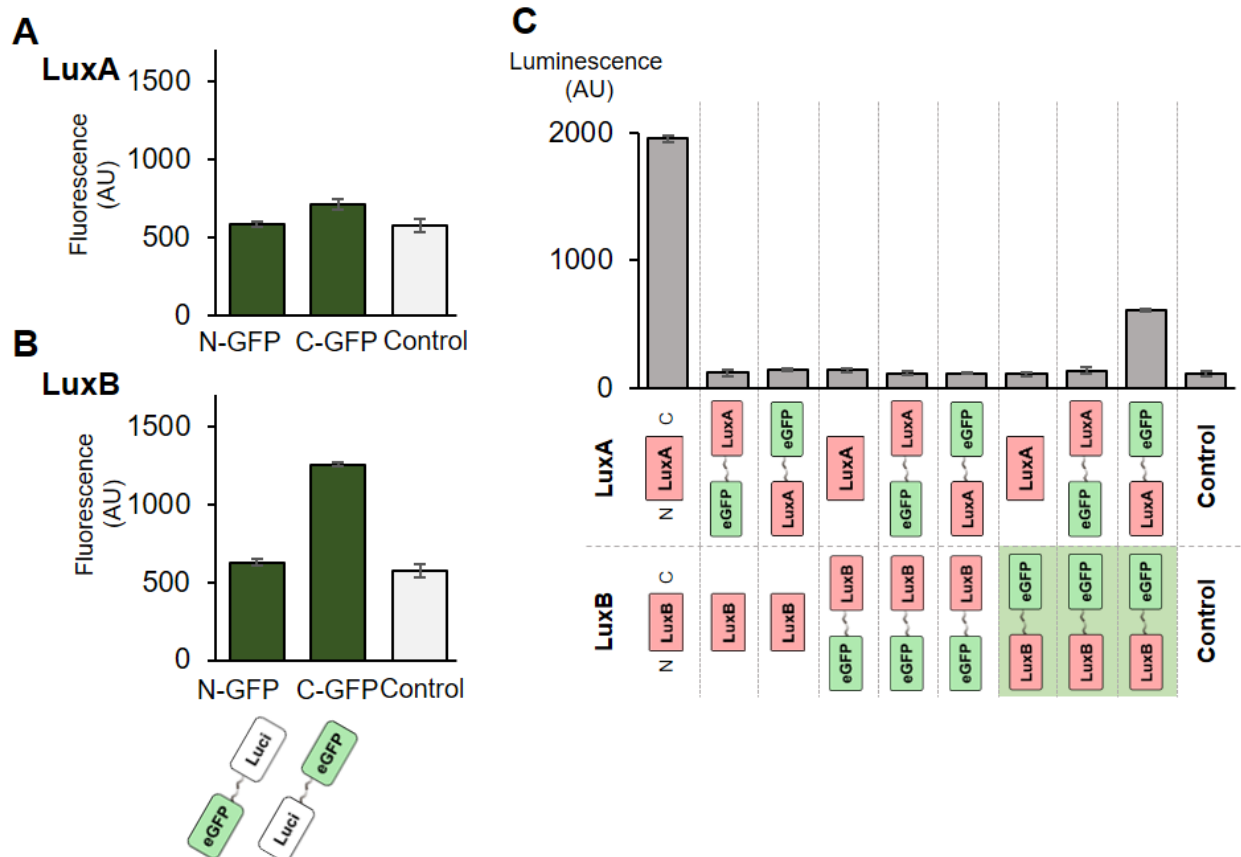 A
LuxA
Fluorescence
(AU)
1500
1000
500
0
N-GFP C-GFP Control
B
LuxB
Fluorescence
(AU)
1500
1000
500
0
N-GFP C-GFP Control
eGFP Luci
Luci eGFP
C
Luminescence
(AU)
2000
1000
0
LuxA
N LuxA C
eGFP LuxA
LuxA eGFP
LuxA
eGFP LuxA
LuxA eGFP
LuxA
eGFP LuxA
LuxA eGFP
Control
LuxB
N LuxB C
LuxB
LuxB
eGFP LuxB
eGFP LuxB
eGFP LuxB
LuxB eGFP
LuxB eGFP
LuxB eGFP
Control